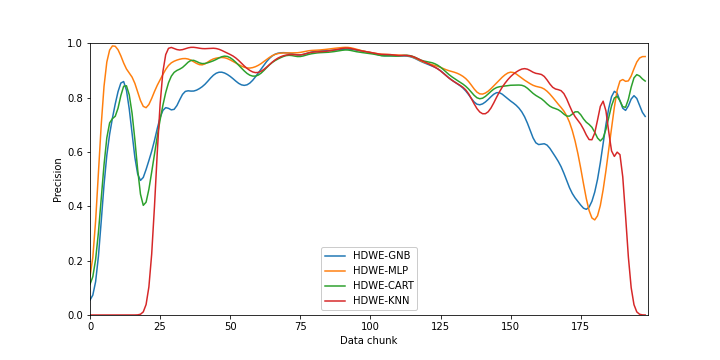 1.0
0.8
0.6
0.4
0.2
0.0
Precision
0 25 50 75 100 125 150 175
Data chunk
HDWE-GNB
HDWE-MLP
HDWE-CART
HDWE-KNN